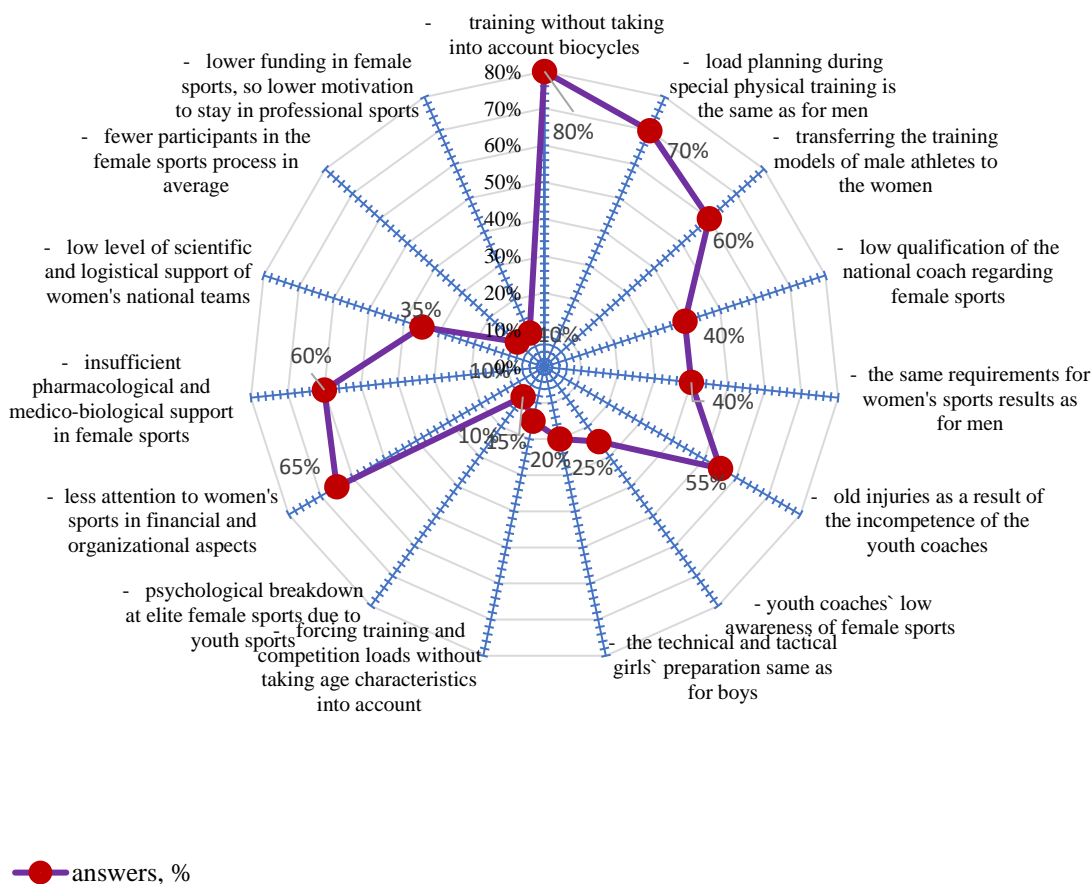 - training without taking
into account biocycles
- load planning during
special physical training is
the same as for men
- transferring the training
models of male athletes to
the women
- low qualification of the
national coach regarding
female sports
- the same requirements for
women's sports results as
for men
- old injuries as a result of
the incompetence of the
youth coaches
- youth coaches` low
awareness of female sports
- the technical and tactical
girls` preparation same as
for boys
- forcing training and
competition loads without
taking age characteristics
into account
- psychological breakdown
at elite female sports due to
youth sports
- less attention to women's
sports in financial and
organizational aspects
- insufficient
pharmacological and
medico-biological support
in female sports
- low level of scientific
and logistical support of
women's national teams
- fewer participants in the
female sports process in
average
- lower funding in female
sports, so lower motivation
to stay in professional sports
80%
70%
60%
50%
40%
30%
20%
10%
0%
80%
70%
60%
40%
40%
55%
25%
20%
15%
10%
65%
60%
35%
10%
10%
answers, %